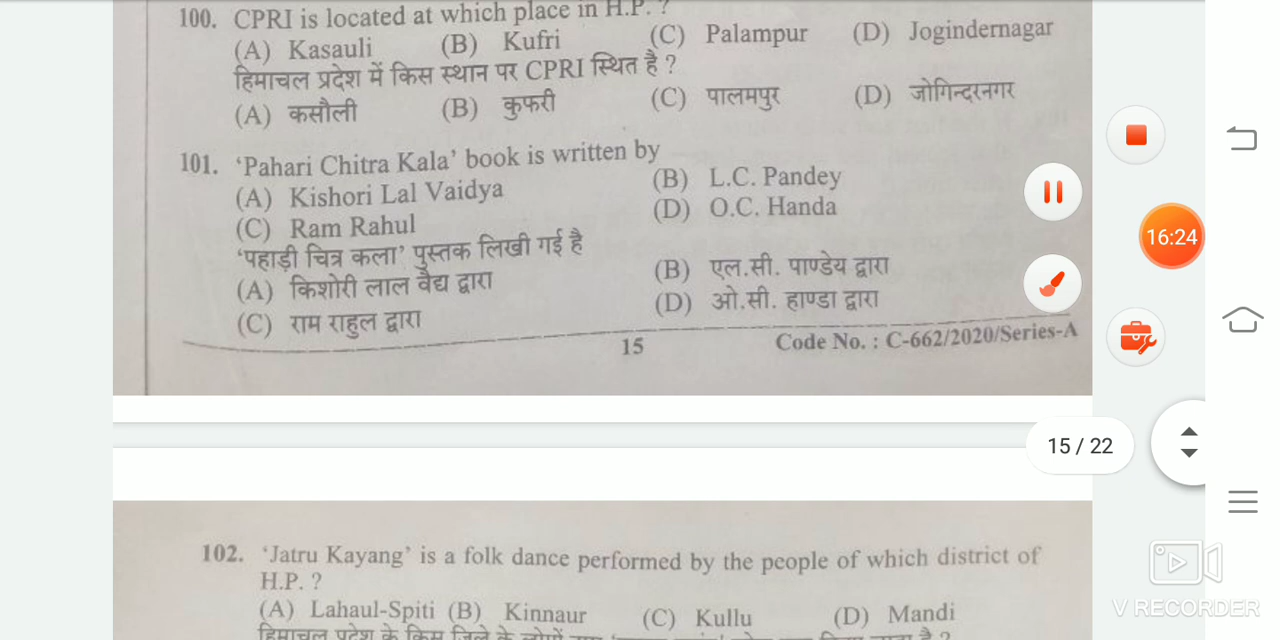 100. CPRI is located at which place in H.P. ?
(A) Kasauli (B) Kufri (C) Palampur (D) Jogindernagar
हिमाचल प्रदेश में किस स्थान पर CPRI स्थित है ?
(A) कसौली (B) कुफरी (C) पालमपुर (D) जोगिन्दरनगर
101. ‘Pahari Chitra Kala’ book is written by
(A) Kishori Lal Vaidya (B) L.C. Pandey
(C) Ram Rahul (D) O.C. Handa
‘पहाड़ी चित्र कला’ पुस्तक लिखी गई है
(A) किशोरी लाल वैद्य द्वारा (B) एल.सी. पाण्डेय द्वारा
(C) राम राहुल द्वारा (D) ओ.सी. हाण्डा द्वारा
15 Code No. : C-662/2020/Series-A
16:24
15 / 22
102. ‘Jatru Kayang’ is a folk dance performed by the people of which district of
H.P. ?
(A) Lahaul-Spiti (B) Kinnaur (C) Kullu (D) Mandi
हिमाचल प्रदेश के किस जिले के लोगों
V RECORDER